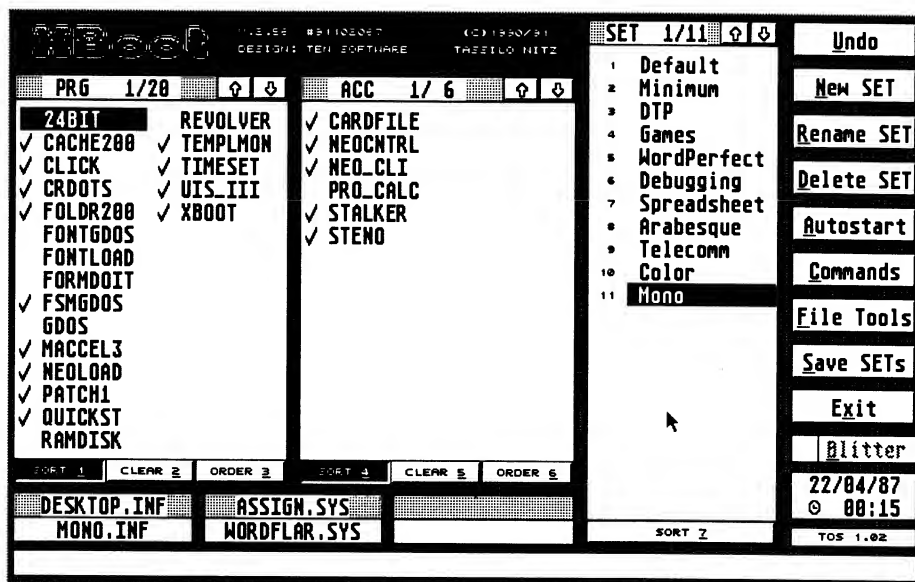 XBoot
DESIGN: TEN SOFTWARE TASSILO NITZ
(C)1990/91
PRG 1/20
24BIT
✓ CACHE200
✓ CLICK
✓ CRDOTS
✓ FOLDR200
FONTGDOS
FONTLOAD
FORMDOIT
✓ FSMGDOS
GDOS
✓ MACCEL3
✓ NEOLOAD
✓ PATCH1
✓ QUICKST
RAMDISK
REVOLVER
✓ TEMPLMON
✓ TIMESET
✓ UIS_III
✓ XBOOT
SORT 1 CLEAR 2 ORDER 3
ACC 1/ 6
✓ CARDFILE
✓ NEOCNTRL
✓ NEO_CLI
PRO_CALC
✓ STALKER
✓ STENO
SORT 4 CLEAR 5 ORDER 6
DESKTOP.INF ASSIGN.SYS
MONO.INF WORDFLAR.SYS
SET 1/11
1 Default
2 Minimum
3 DTP
4 Games
5 WordPerfect
6 Debugging
7 Spreadsheet
8 Arabesque
9 Telecomm
10 Color
11 Mono
SORT 7
Undo
New SET
Rename SET
Delete SET
Autostart
Commands
File Tools
Save SETs
Exit
Blitter
22/04/87
00:15
TOS 1.02